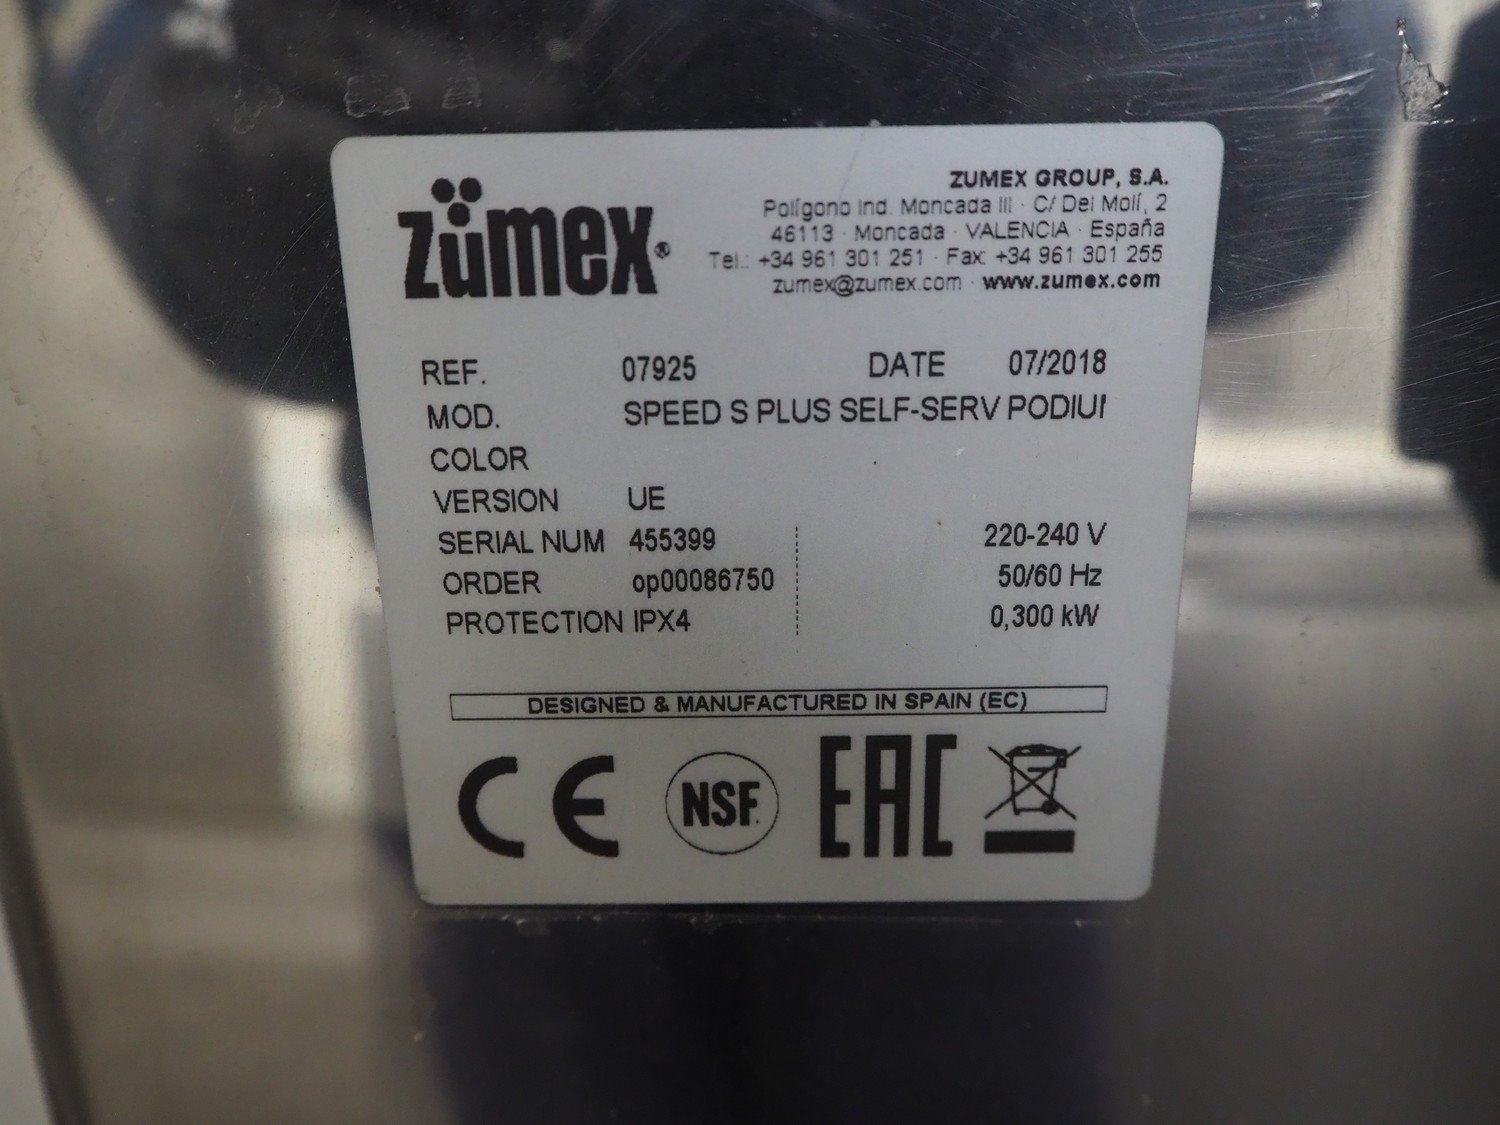 zümex®
ZUMEX GROUP, S.A.
Polígono Ind. Moncada III · C/ Del Molí, 2
46113 · Moncada · VALENCIA · España
Tel.: +34 961 301 251 · Fax: +34 961 301 255
zumex@zumex.com · www.zumex.com
REF. 07925 DATE 07/2018
MOD. SPEED S PLUS SELF-SERV PODIUI
COLOR
VERSION UE
SERIAL NUM 455399 220-240 V
ORDER op00086750 50/60 Hz
PROTECTION IPX4 0,300 kW
DESIGNED & MANUFACTURED IN SPAIN (EC)
CE NSF. EAC